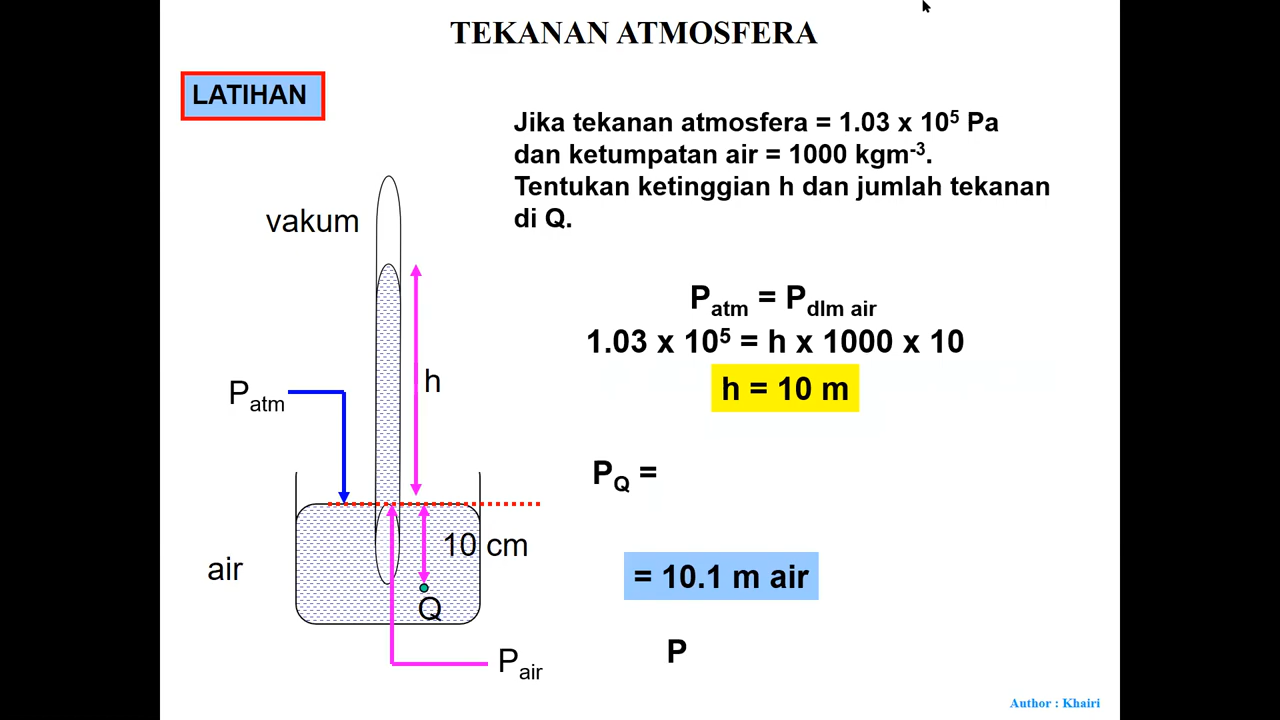 TEKANAN ATMOSFERA
LATIHAN
Jika tekanan atmosfera = 1.03 x 10⁵ Pa
dan ketumpatan air = 1000 kgm⁻³.
Tentukan ketinggian h dan jumlah tekanan
di Q.
vakum
h
P_atm
10 cm
air
Q
P_air
P_atm = P_dlm air
1.03 x 10⁵ = h x 1000 x 10
h = 10 m
P_Q =
= 10.1 m air
P
Author : Khairi